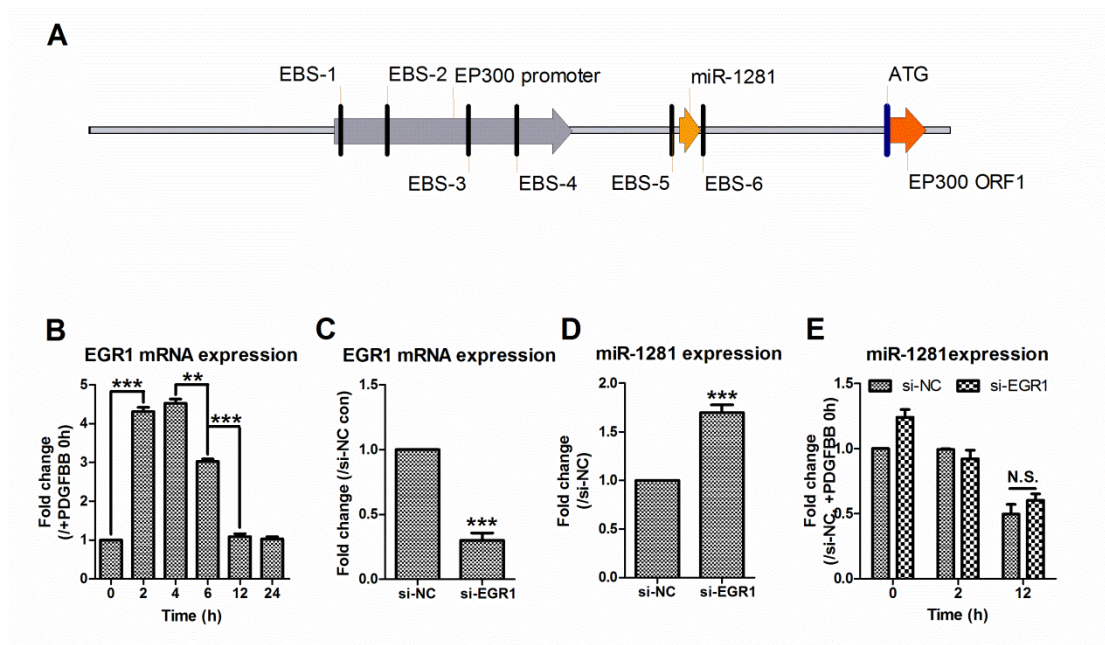 A
EBS-1
EBS-2
EP300 promoter
miR-1281
ATG
EBS-3
EBS-4
EBS-5
EBS-6
EP300 ORF1
B
EGR1 mRNA expression
Fold change
(/+PDGFBB 0h)
5
4
3
2
1
0
***
**
***
0 2 4 6 12 24
Time (h)
C
EGR1 mRNA expression
Fold change (/si-NC con)
1.5
1.0
0.5
0.0
***
si-NC si-EGR1
D
miR-1281 expression
Fold change
(/si-NC)
2.0
1.5
1.0
0.5
0.0
***
si-NC si-EGR1
E
miR-1281expression
si-NC si-EGR1
Fold change
(/si-NC, +PDGFBB 0h)
1.5
1.0
0.5
0.0
N.S.
0 2 12
Time (h)